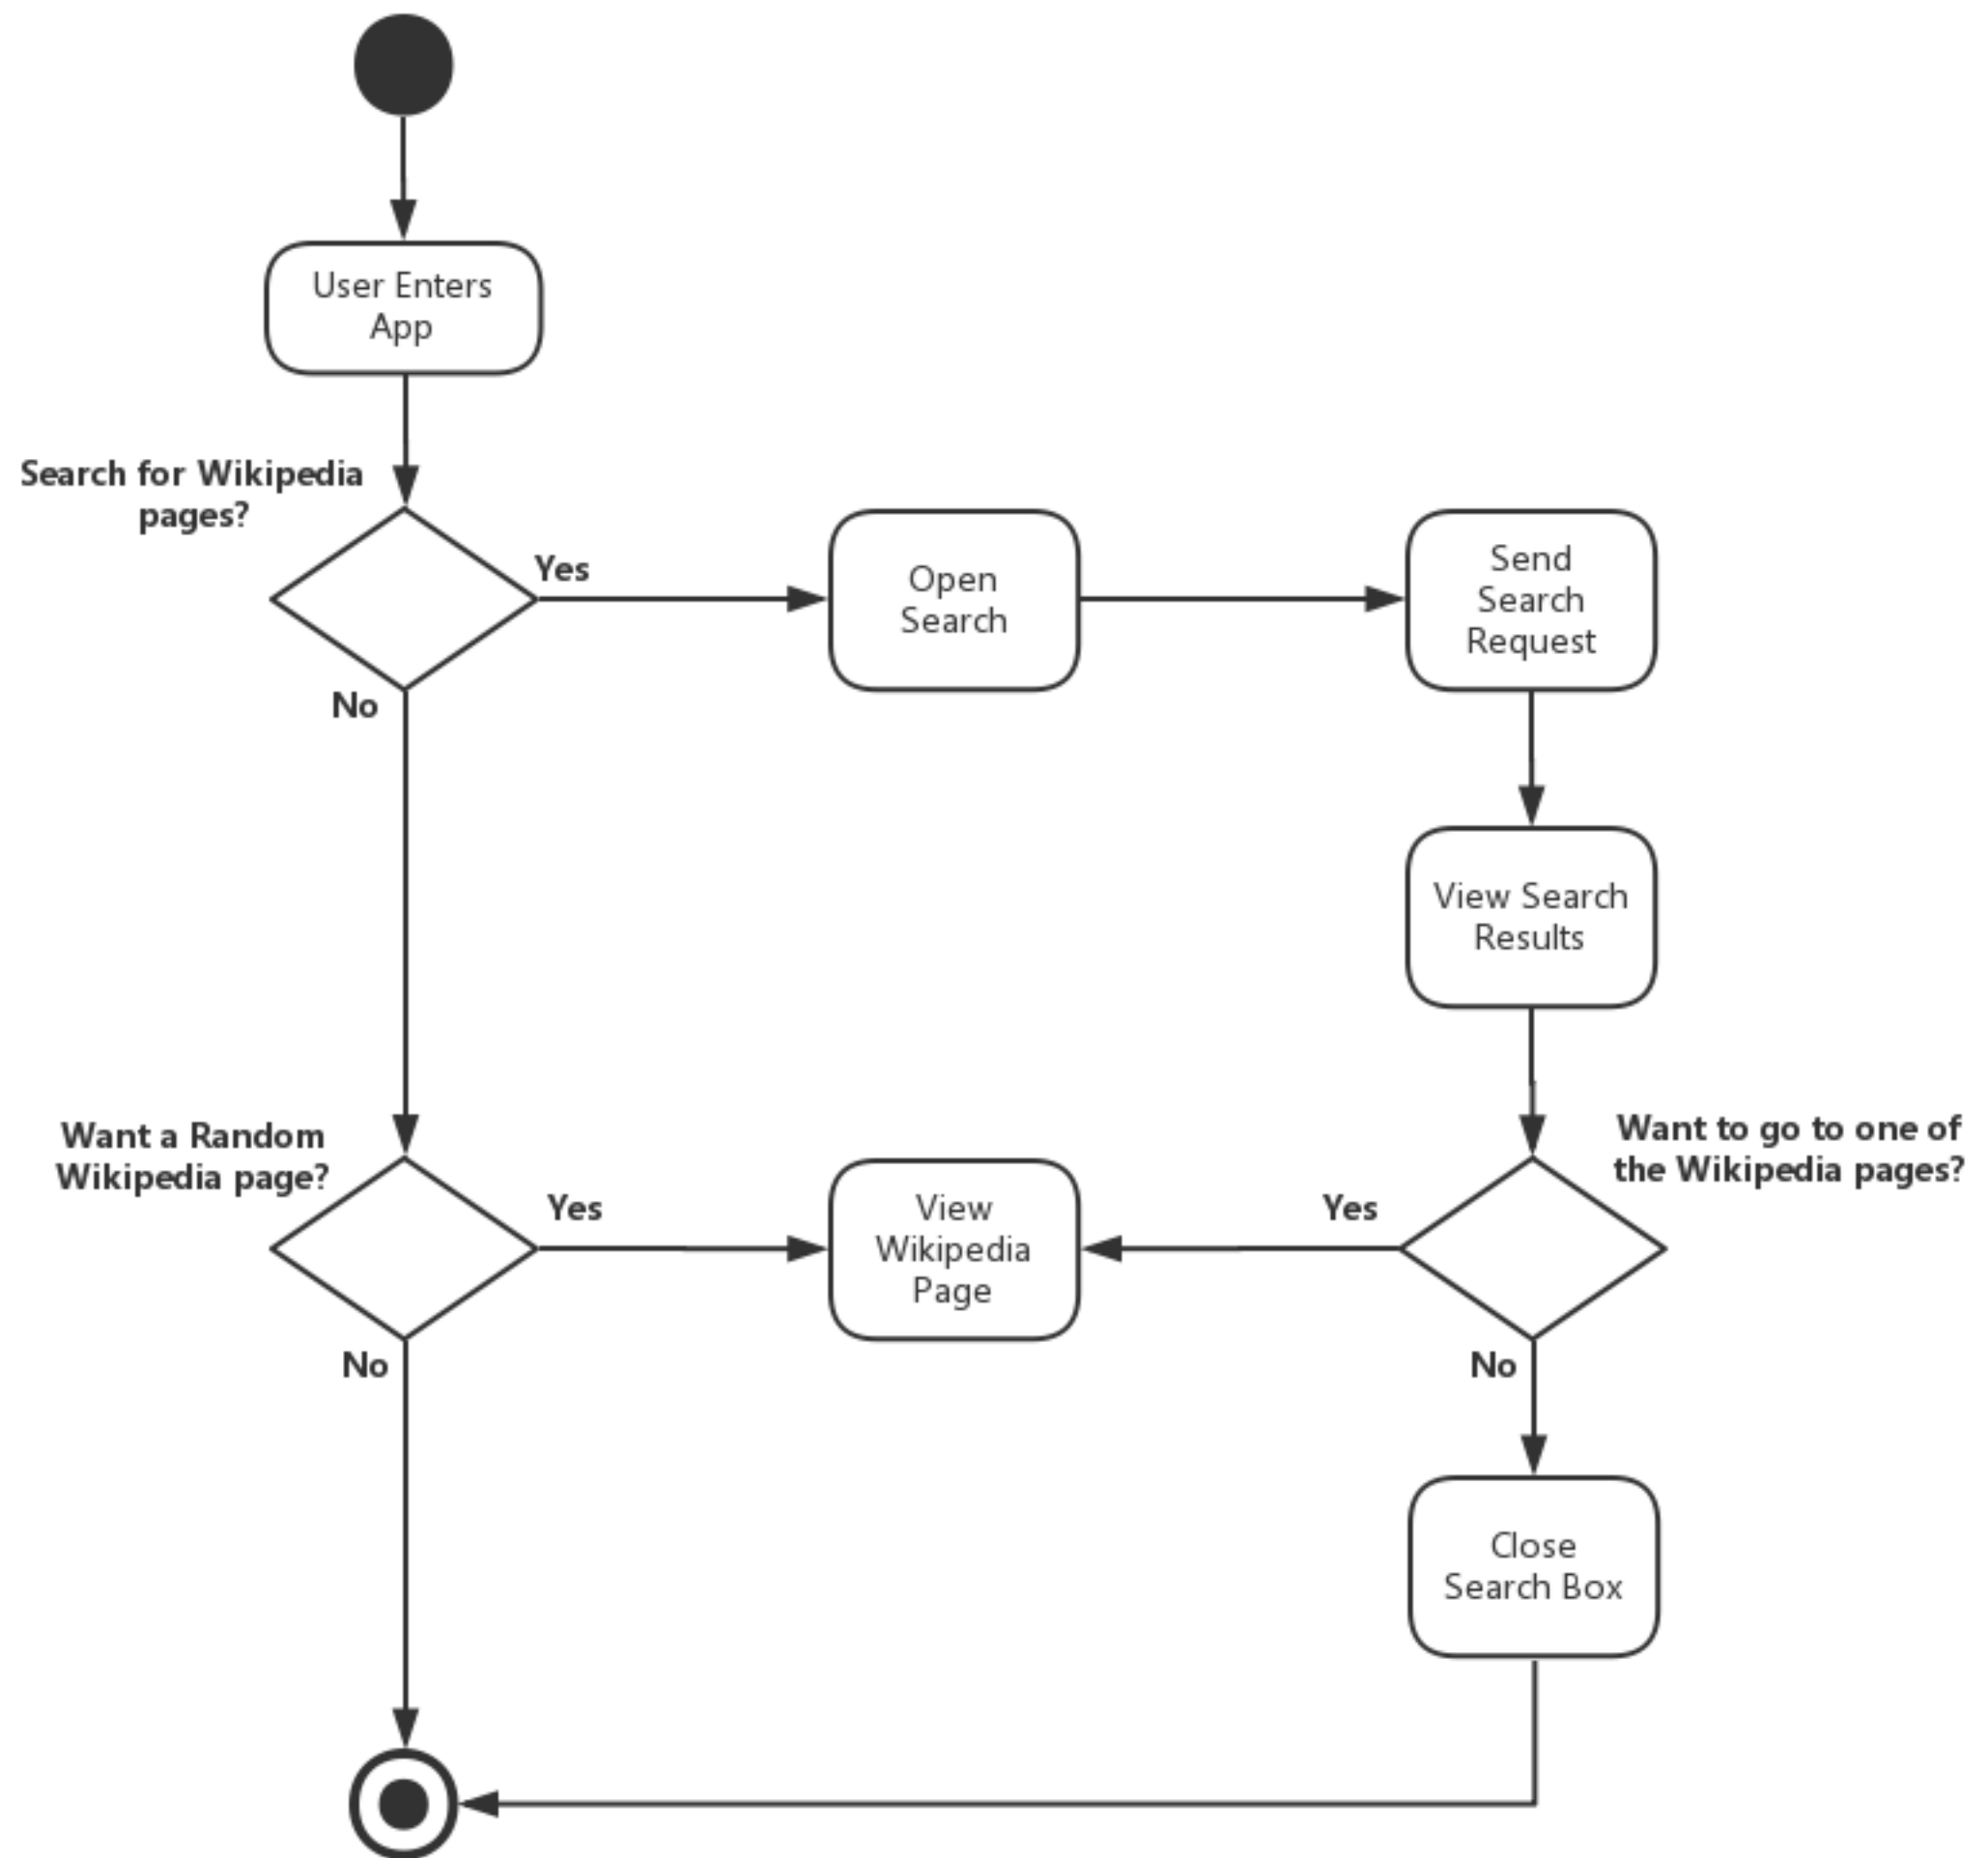 User Enters
App
Search for Wikipedia
pages?
Yes
No
Open
Search
Send
Search
Request
View Search
Results
Want a Random
Wikipedia page?
Yes
No
View
Wikipedia
Page
Want to go to one of
the Wikipedia pages?
Yes
No
Close
Search Box